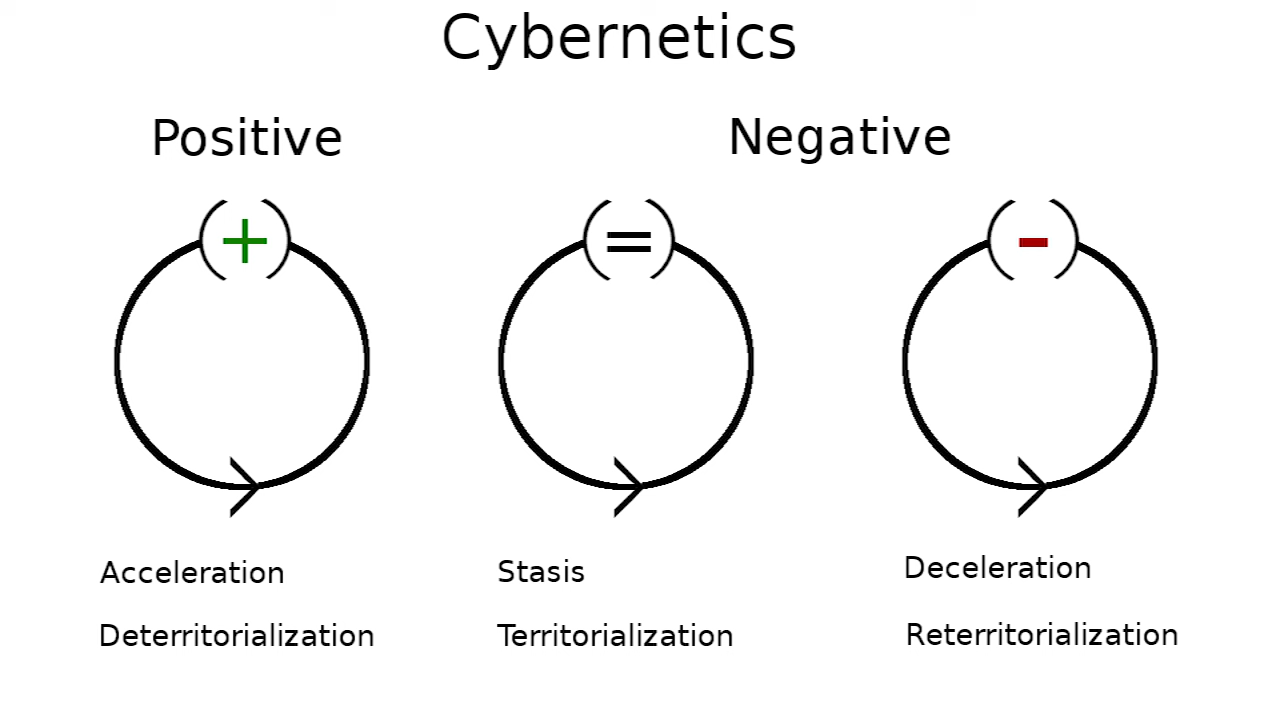 Cybernetics
Positive
Negative
(+)
(=)
(-)
Acceleration
Stasis
Deceleration
Deterritorialization
Territorialization
Reterritorialization